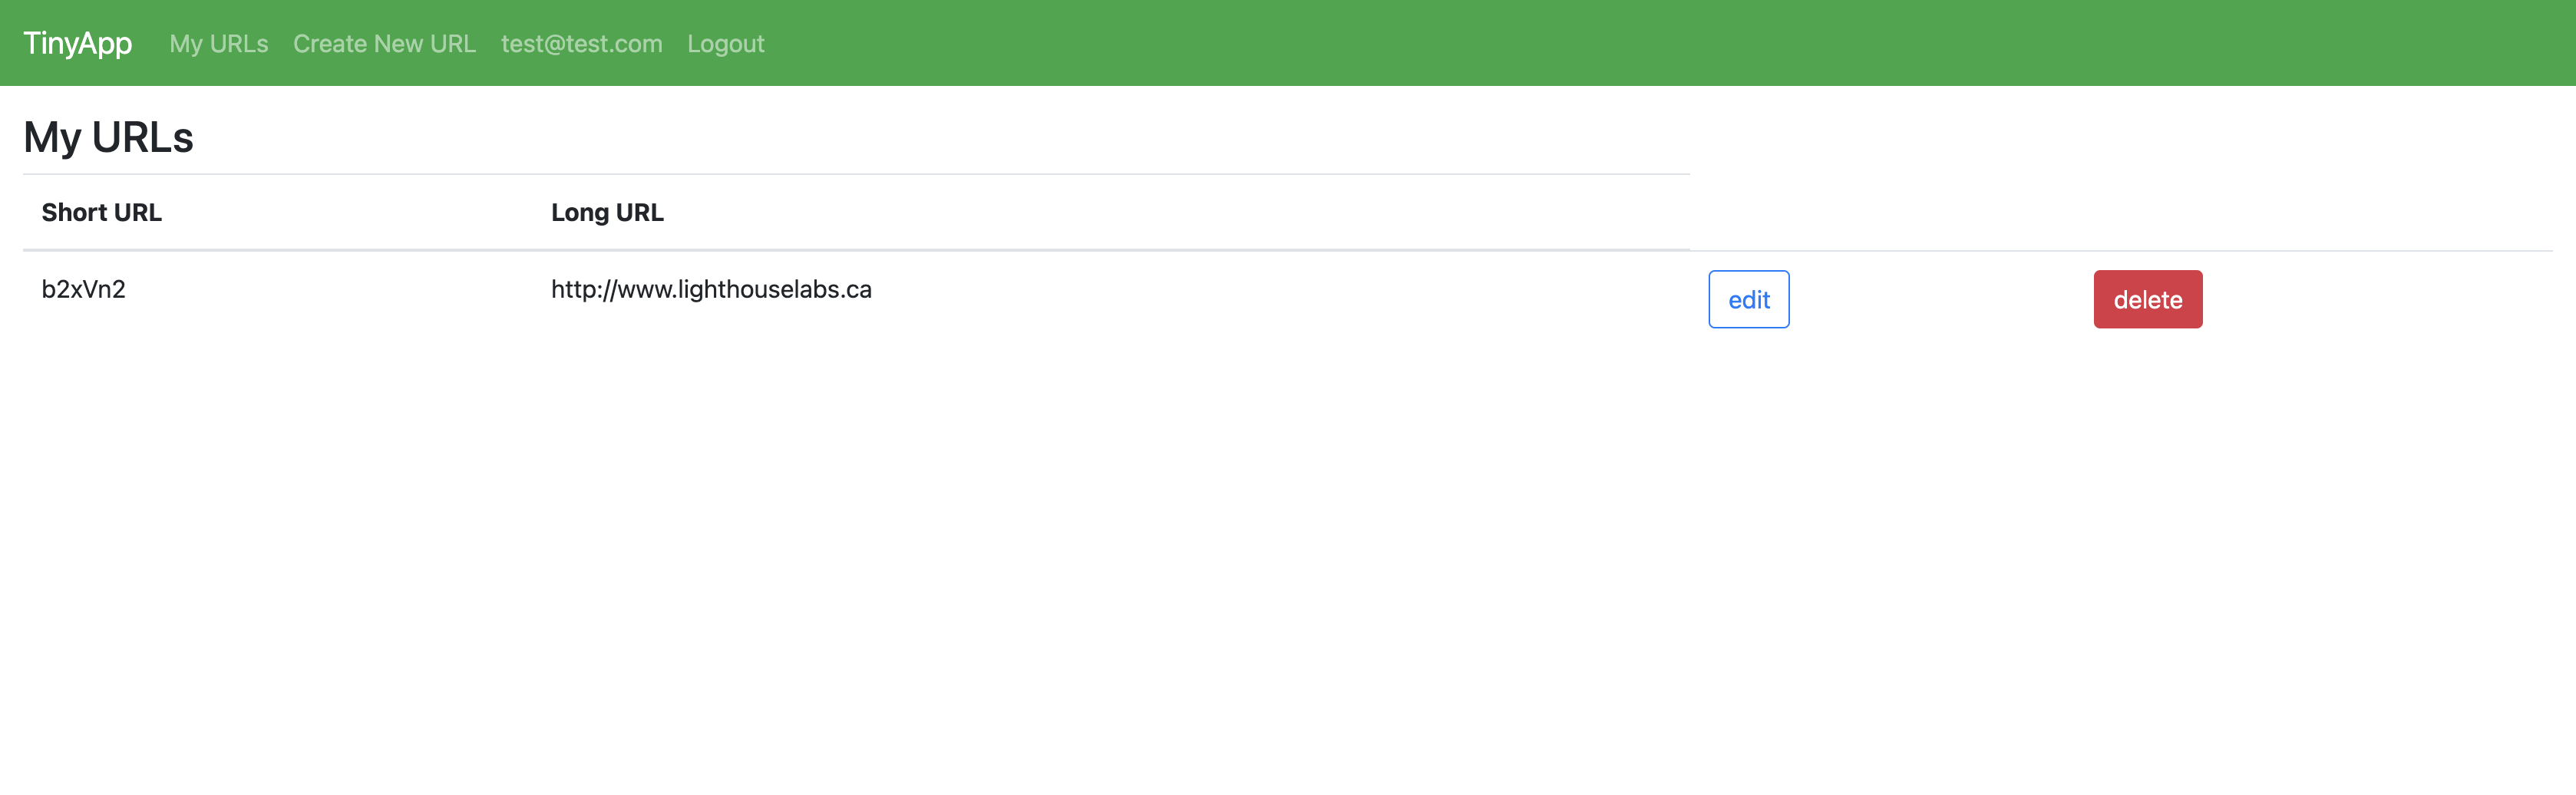 TinyApp My URLs Create New URL test@test.com Logout
My URLs
Short URL Long URL
b2xVn2 http://www.lighthouselabs.ca edit delete